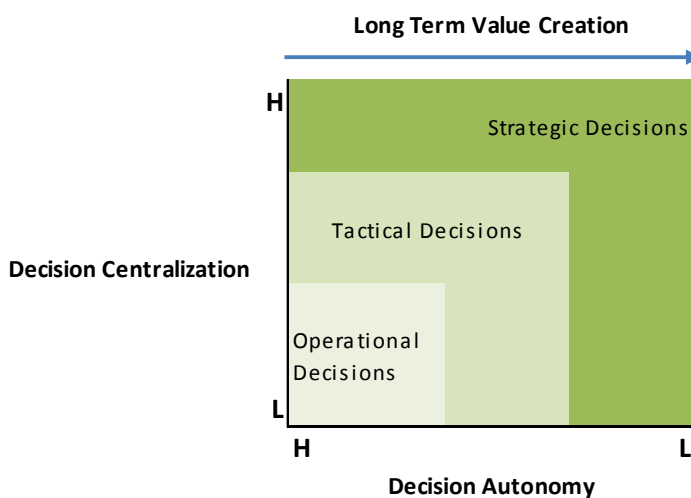 Long Term Value Creation
H
Strategic Decisions
Tactical Decisions
Decision Centralization
Operational
Decisions
L
H
L
Decision Autonomy